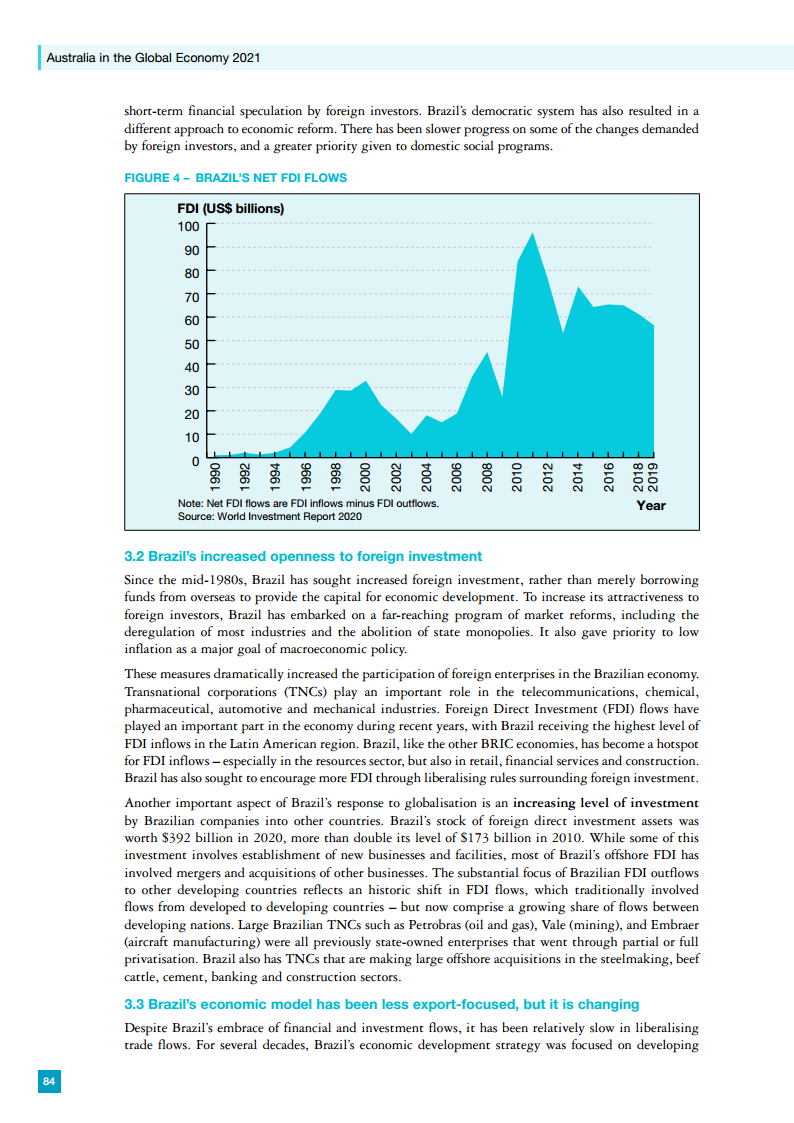 Australia in the Global Economy 2021
short-term financial speculation by foreign investors. Brazil's democratic system has also resulted in a
different approach to economic reform. There has been slower progress on some of the changes demanded
by foreign investors, and a greater priority given to domestic social programs.
FIGURE 4 – BRAZIL'S NET FDI FLOWS
FDI (US$ billions)
100
90
80
70
60
50
40
30
20
10
0
1990 1992 1994 1996 1998 2000 2002 2004 2006 2008 2010 2012 2014 2016 2018 2019
Note: Net FDI flows are FDI inflows minus FDI outflows.
Year
Source: World Investment Report 2020
3.2 Brazil's increased openness to foreign investment
Since the mid-1980s, Brazil has sought increased foreign investment, rather than merely borrowing
funds from overseas to provide the capital for economic development. To increase its attractiveness to
foreign investors, Brazil has embarked on a far-reaching program of market reforms, including the
deregulation of most industries and the abolition of state monopolies. It also gave priority to low
inflation as a major goal of macroeconomic policy.
These measures dramatically increased the participation of foreign enterprises in the Brazilian economy.
Transnational corporations (TNCs) play an important role in the telecommunications, chemical,
pharmaceutical, automotive and mechanical industries. Foreign Direct Investment (FDI) flows have
played an important part in the economy during recent years, with Brazil receiving the highest level of
FDI inflows in the Latin American region. Brazil, like the other BRIC economies, has become a hotspot
for FDI inflows – especially in the resources sector, but also in retail, financial services and construction.
Brazil has also sought to encourage more FDI through liberalising rules surrounding foreign investment.
Another important aspect of Brazil's response to globalisation is an increasing level of investment
by Brazilian companies into other countries. Brazil's stock of foreign direct investment assets was
worth $392 billion in 2020, more than double its level of $173 billion in 2010. While some of this
investment involves establishment of new businesses and facilities, most of Brazil's offshore FDI has
involved mergers and acquisitions of other businesses. The substantial focus of Brazilian FDI outflows
to other developing countries reflects an historic shift in FDI flows, which traditionally involved
flows from developed to developing countries – but now comprise a growing share of flows between
developing nations. Large Brazilian TNCs such as Petrobras (oil and gas), Vale (mining), and Embraer
(aircraft manufacturing) were all previously state-owned enterprises that went through partial or full
privatisation. Brazil also has TNCs that are making large offshore acquisitions in the steelmaking, beef
cattle, cement, banking and construction sectors.
3.3 Brazil's economic model has been less export-focused, but it is changing
Despite Brazil's embrace of financial and investment flows, it has been relatively slow in liberalising
trade flows. For several decades, Brazil's economic development strategy was focused on developing
84